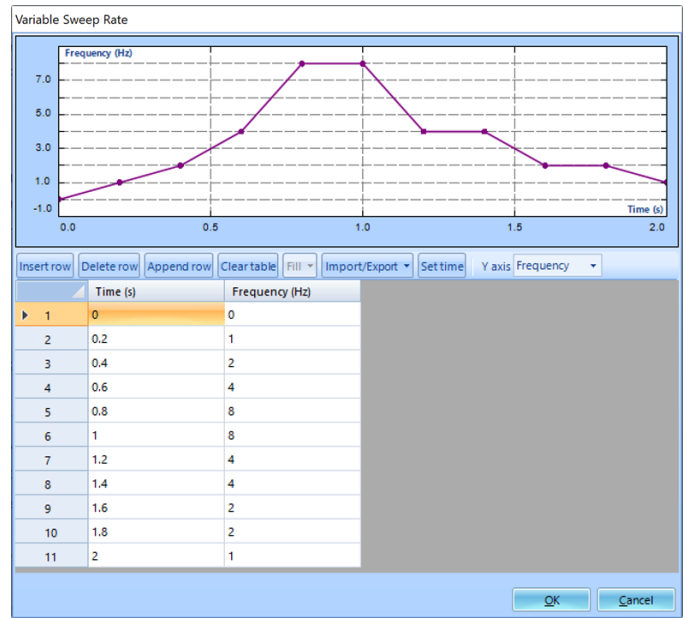 Variable Sweep Rate
Frequency (Hz)
7.0
5.0
3.0
1.0
-1.0
Time (s)
0.0 0.5 1.0 1.5 2.0
Insert row Delete row Append row Clear table Fill Import/Export Set time Y axis Frequency
Time (s) Frequency (Hz)
1 0 0
2 0.2 1
3 0.4 2
4 0.6 4
5 0.8 8
6 1 8
7 1.2 4
8 1.4 4
9 1.6 2
10 1.8 2
11 2 1
OK Cancel